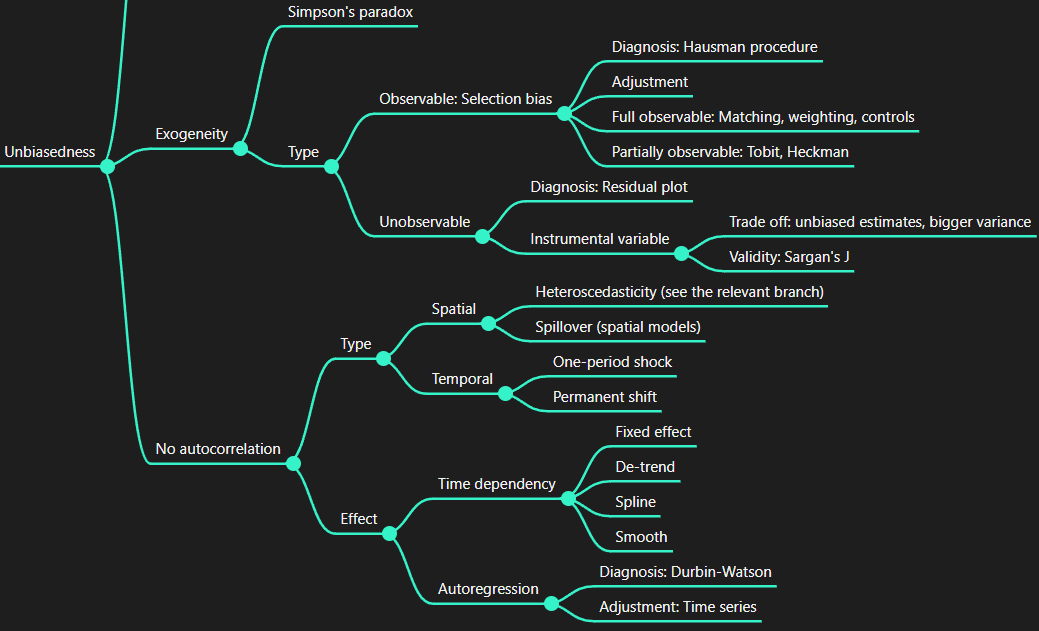 Simpson's paradox
Diagnosis: Hausman procedure
Adjustment
Observable: Selection bias
Full observable: Matching, weighting, controls
Exogeneity
Unbiasedness
Type
Partially observable: Tobit, Heckman
Diagnosis: Residual plot
Unobservable
Trade off: unbiased estimates, bigger variance
Instrumental variable
Validity: Sargan's J
Heteroscedasticity (see the relevant branch)
Spatial
Spillover (spatial models)
Type
One-period shock
Temporal
Permanent shift
Fixed effect
No autocorrelation
De-trend
Time dependency
Spline
Effect
Smooth
Diagnosis: Durbin-Watson
Autoregression
Adjustment: Time series